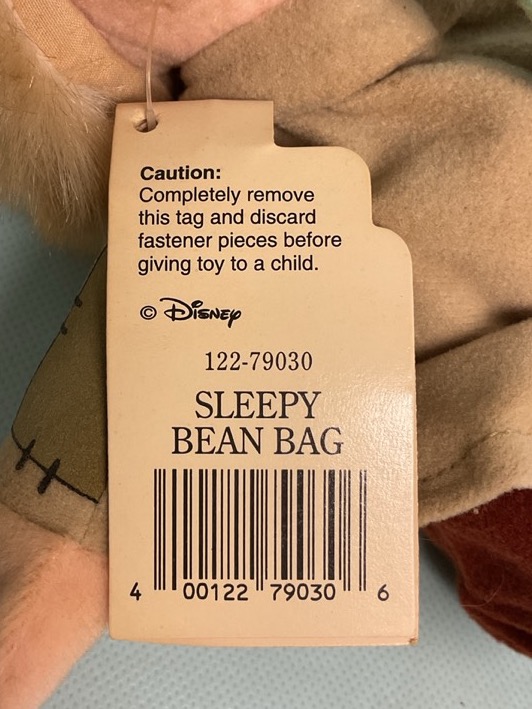 Caution:
Completely remove
this tag and discard
fastener pieces before
giving toy to a child.
© Disney
122-79030
SLEEPY
BEAN BAG
4 00122 79030 6